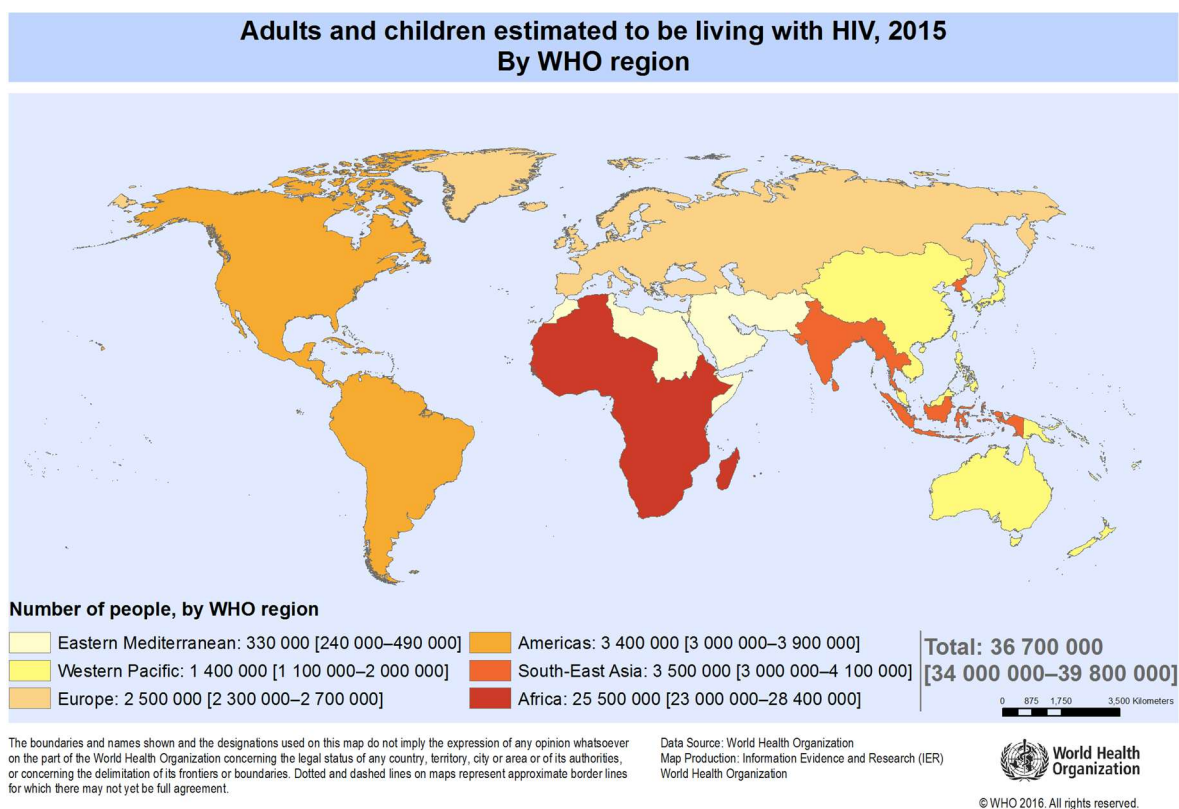 Adults and children estimated to be living with HIV, 2015
By WHO region
Number of people, by WHO region
Eastern Mediterranean: 330 000 [240 000–490 000]
Western Pacific: 1 400 000 [1 100 000–2 000 000]
Europe: 2 500 000 [2 300 000–2 700 000]
Americas: 3 400 000 [3 000 000–3 900 000]
South-East Asia: 3 500 000 [3 000 000–4 100 000]
Africa: 25 500 000 [23 000 000–28 400 000]
Total: 36 700 000
[34 000 000–39 800 000]
0 875 1,750 3,500 Kilometers
The boundaries and names shown and the designations used on this map do not imply the expression of any opinion whatsoever
on the part of the World Health Organization concerning the legal status of any country, territory, city or area or of its authorities,
or concerning the delimitation of its frontiers or boundaries. Dotted and dashed lines on maps represent approximate border lines
for which there may not yet be full agreement.
Data Source: World Health Organization
Map Production: Information Evidence and Research (IER)
World Health Organization
World Health
Organization
© WHO 2016. All rights reserved.